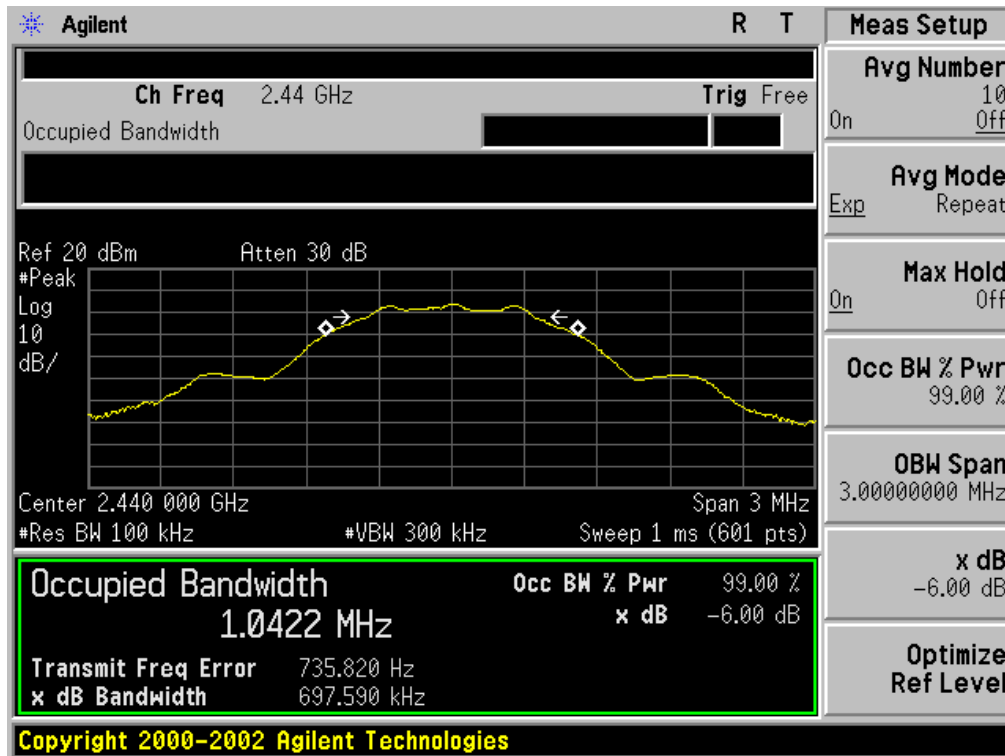 Agilent R T
Ch Freq 2.44 GHz Trig Free
Occupied Bandwidth
Ref 20 dBm Atten 30 dB
#Peak
Log
10
dB/
Center 2.440 000 GHz Span 3 MHz
#Res BW 100 kHz #VBW 300 kHz Sweep 1 ms (601 pts)
Occupied Bandwidth Occ BW % Pwr 99.00 %
1.0422 MHz x dB -6.00 dB
Transmit Freq Error 735.820 Hz
x dB Bandwidth 697.590 kHz
Copyright 2000-2002 Agilent Technologies
Meas Setup
Avg Number
10
On Off
Avg Mode
Exp Repeat
Max Hold
On Off
Occ BW % Pwr
99.00 %
OBW Span
3.00000000 MHz
x dB
-6.00 dB
Optimize
Ref Level